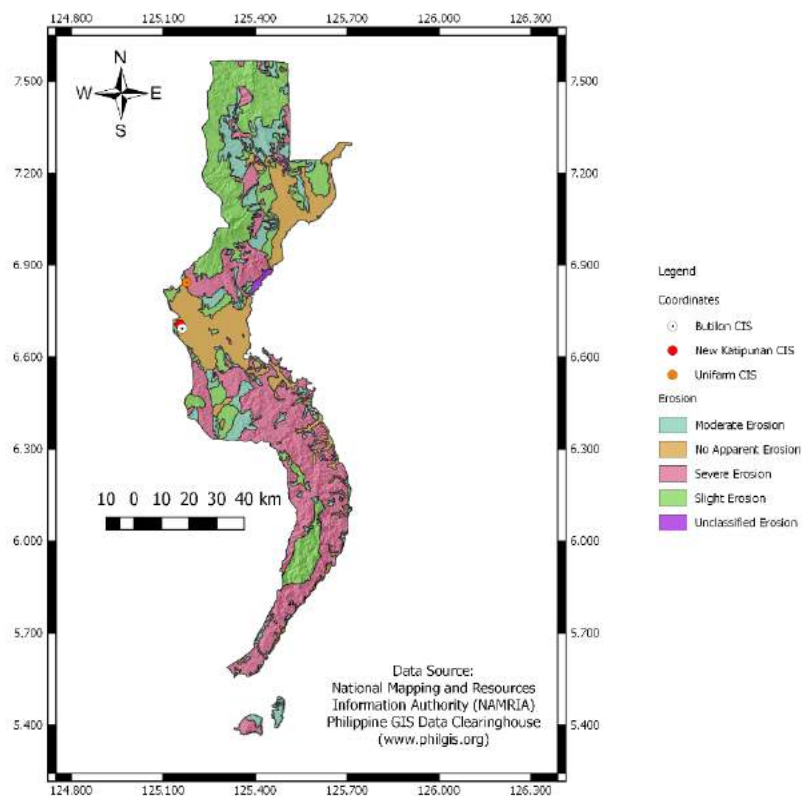 124.800 125.100 125.400 125.700 126.000 126.300
N
W E
S
7.500 7.500
7.200 7.200
6.900 6.900
6.600 6.600
6.300 6.300
6.000 6.000
5.700 5.700
5.400 5.400
10 0 10 20 30 40 km
Data Source:
National Mapping and Resources
Information Authority (NAMRIA)
Philippine GIS Data Clearinghouse
(www.philgis.org)
124.800 125.100 125.400 125.700 126.000 126.300
Legend
Coordinates
Butilon CIS
New Katipunan CIS
Unifarm CIS
Erosion
Moderate Erosion
No Apparent Erosion
Severe Erosion
Slight Erosion
Unclassified Erosion